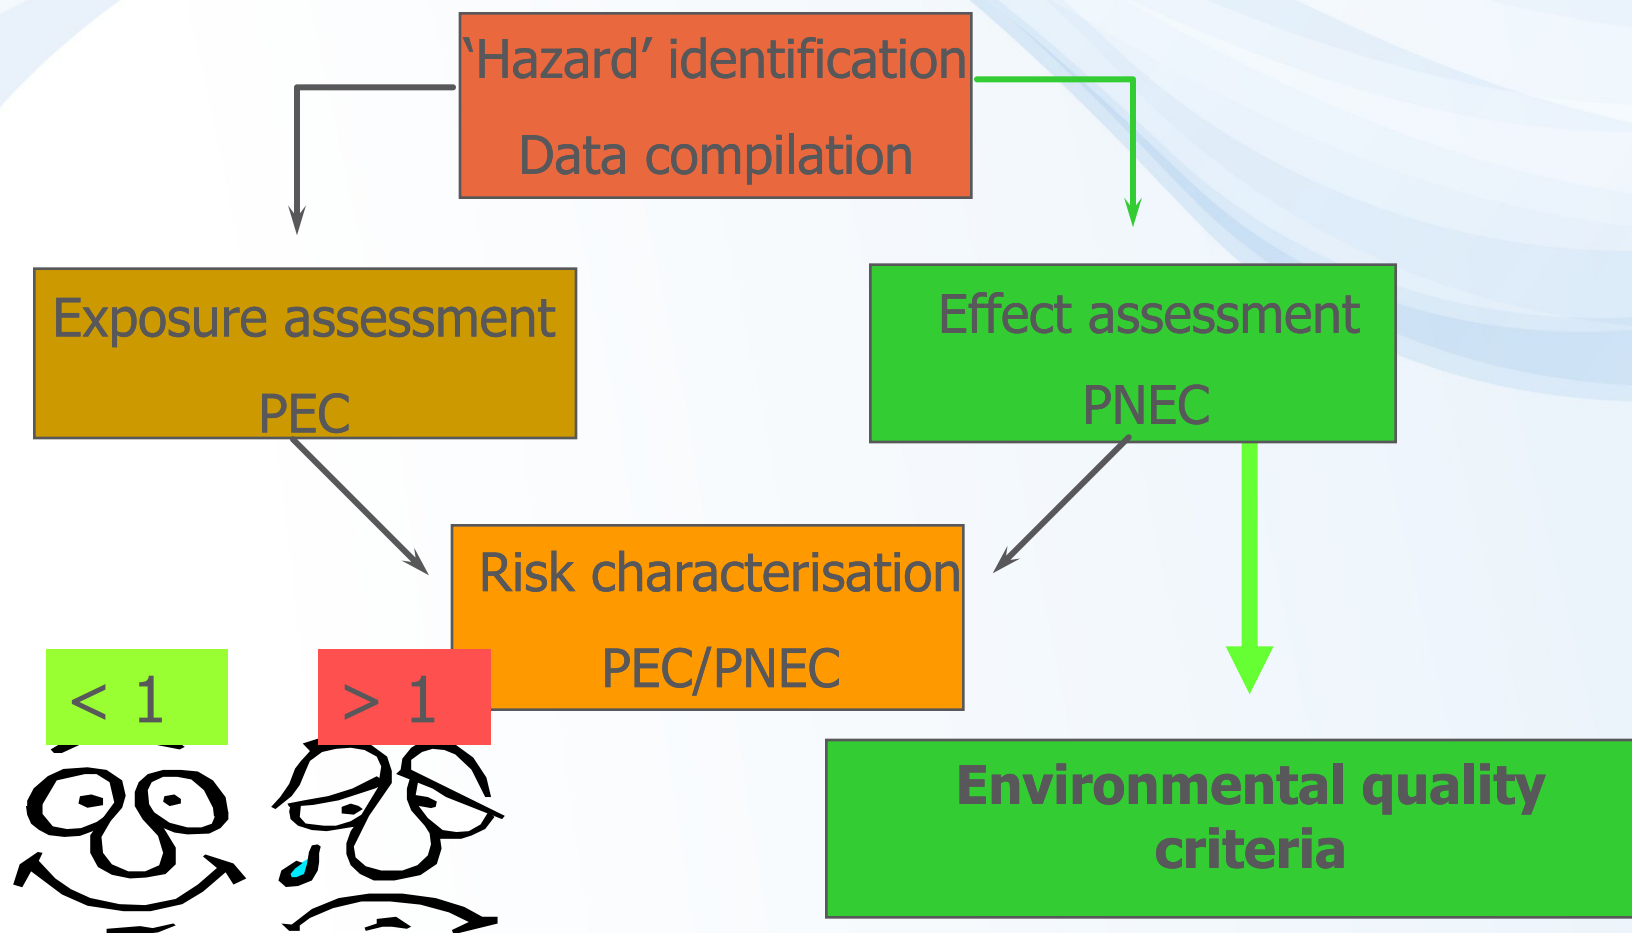 ‘Hazard’ identification
Data compilation
Exposure assessment
PEC
Effect assessment
PNEC
Risk characterisation
PEC/PNEC
< 1
> 1
Environmental quality
criteria